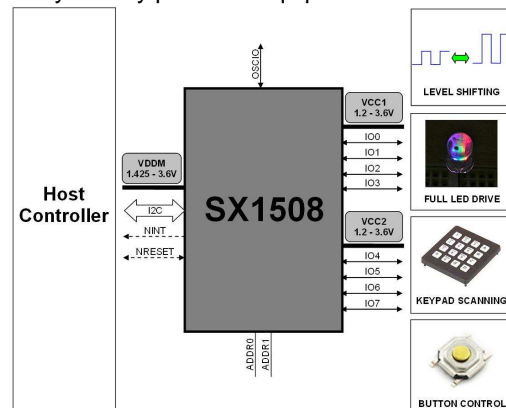 OSCIO
VCC1
1.2 - 3.6V
IO0
IO1
IO2
IO3
VDDM
1.425 - 3.6V
Host
Controller
I2C
NINT
NRESET
SX1508
VCC2
1.2 - 3.6V
IO4
IO5
IO6
IO7
ADDR0
ADDR1
LEVEL SHIFTING
FULL LED DRIVE
KEYPAD SCANNING
BUTTON CONTROL